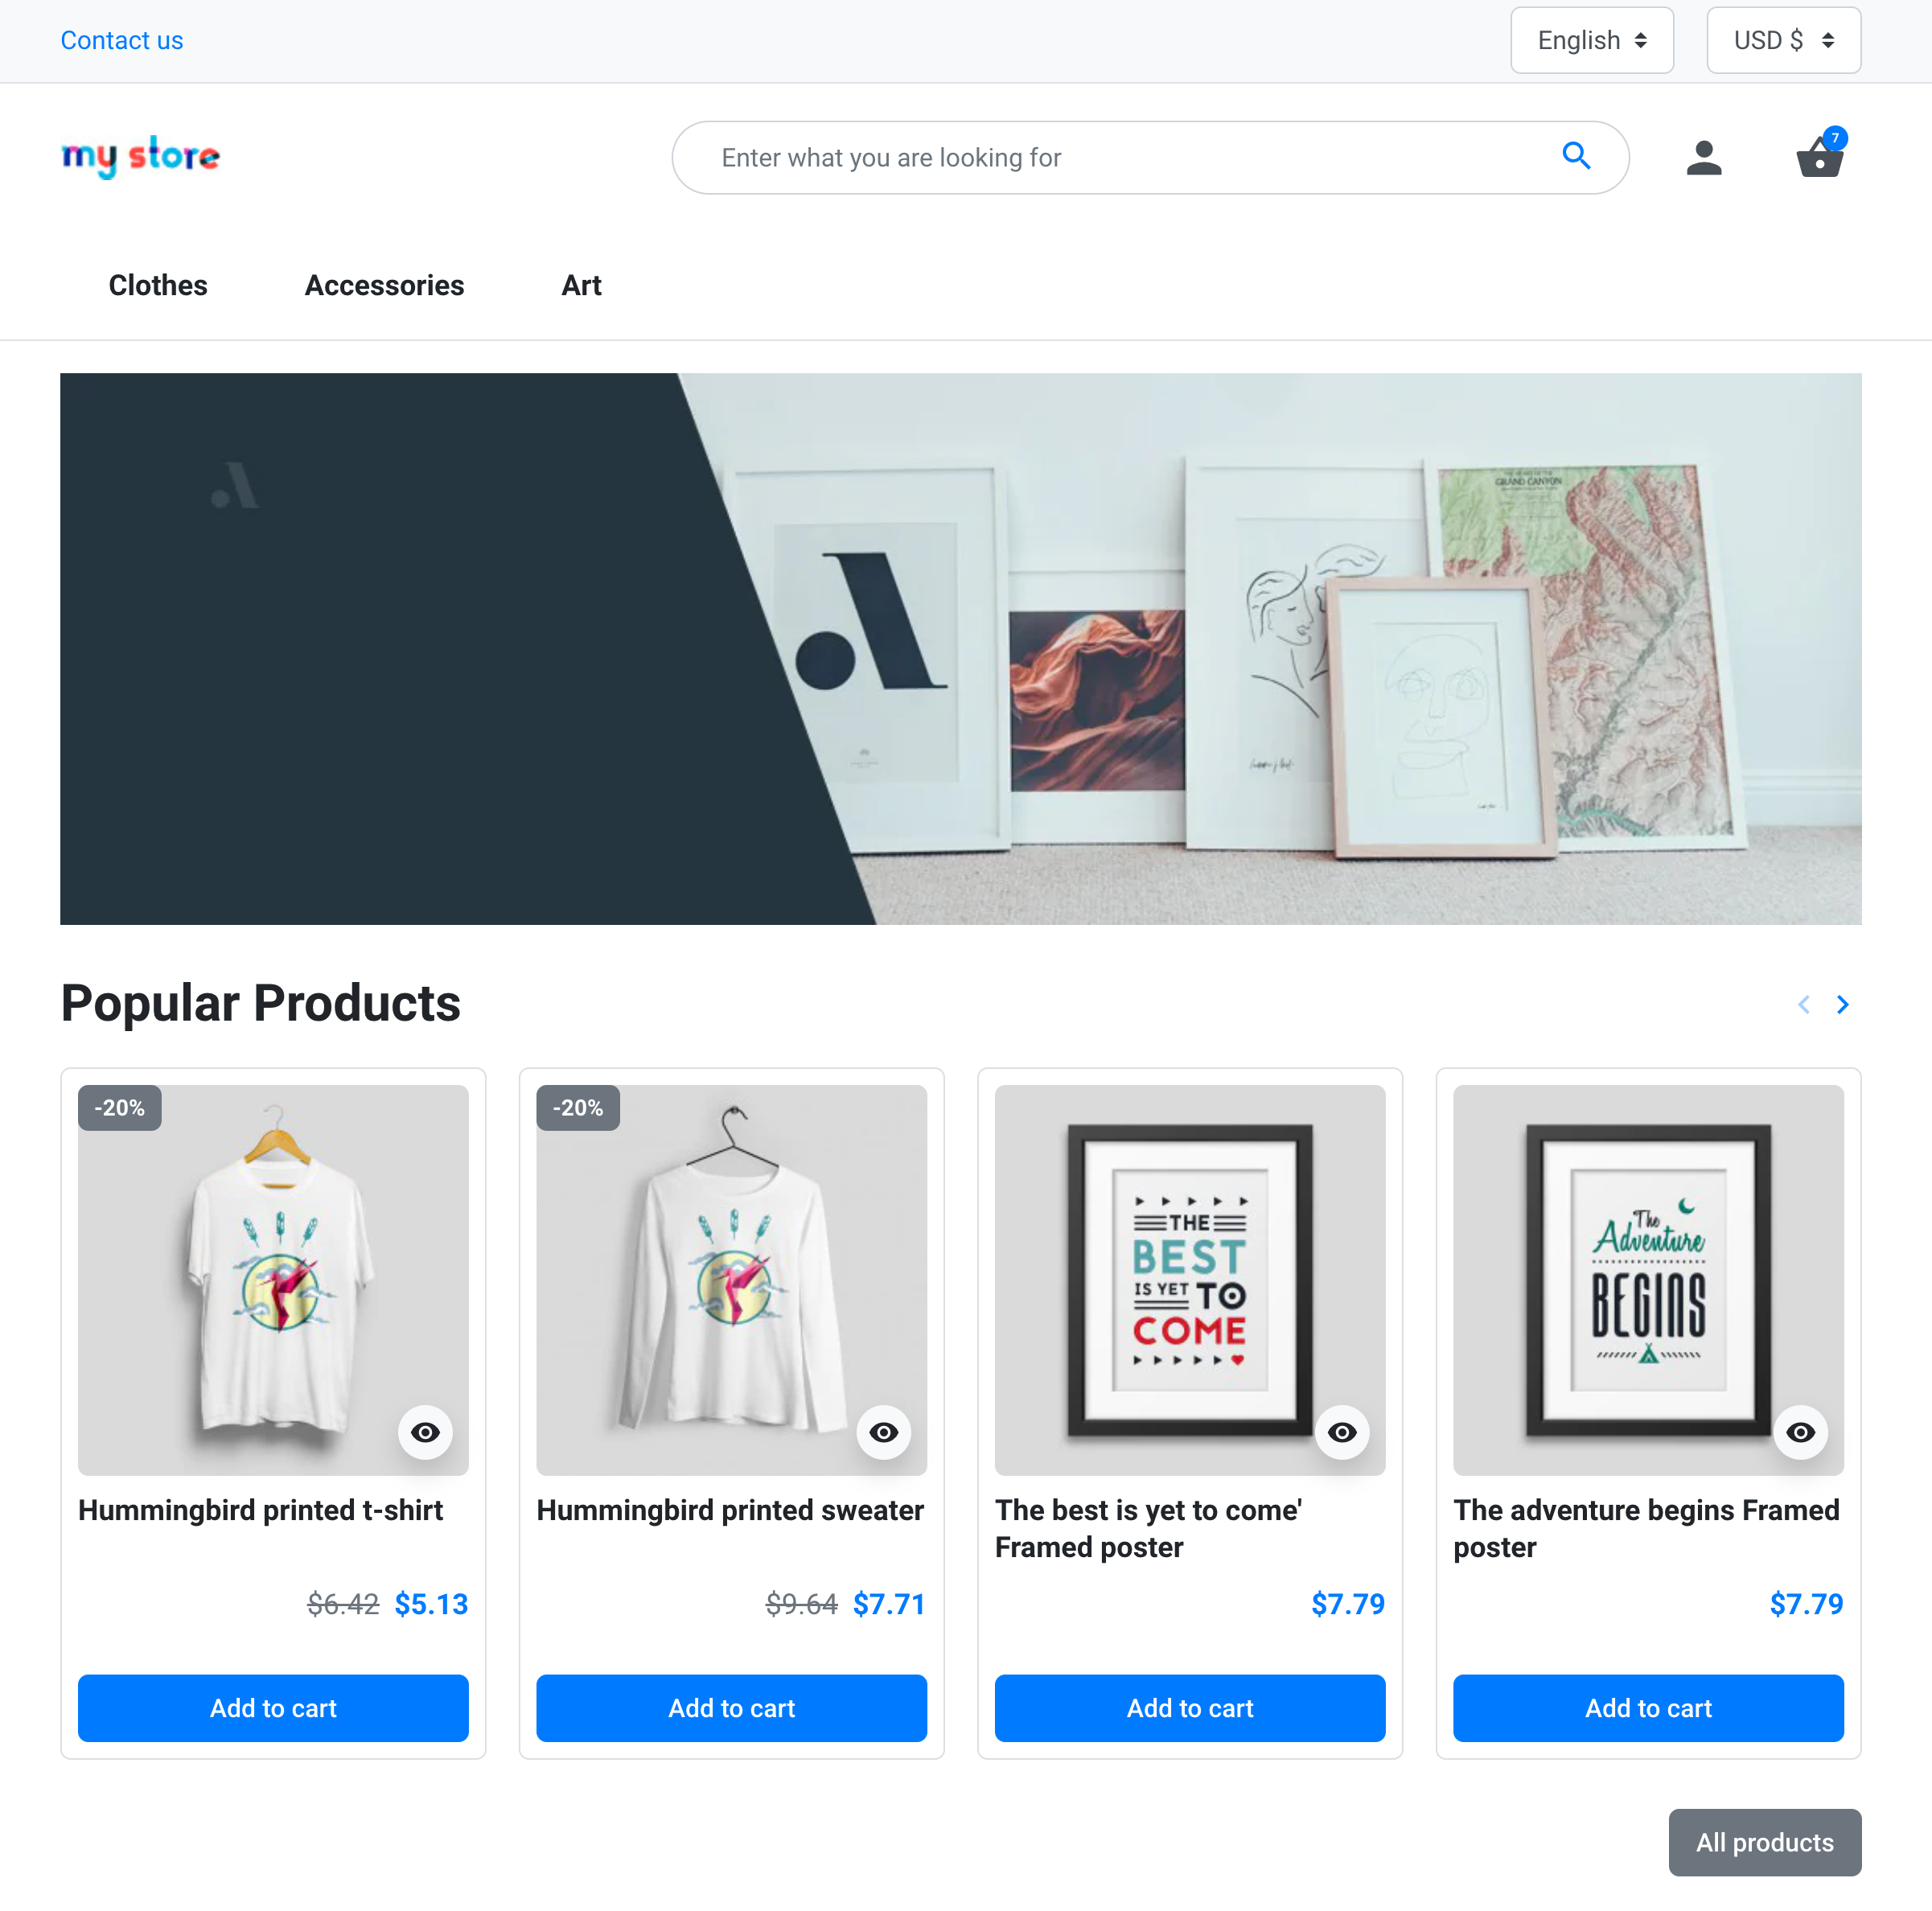 Contact us
English
USD $
my store
Enter what you are looking for
7
Clothes
Accessories
Art
GRAND CANYON
Popular Products
-20%
-20%
THE
BEST
IS YET TO
COME
The
Adventure
BEGINS
Hummingbird printed t-shirt
Hummingbird printed sweater
The best is yet to come'
Framed poster
The adventure begins Framed
poster
$6.42 $5.13
$9.64 $7.71
$7.79
$7.79
Add to cart
Add to cart
Add to cart
Add to cart
All products